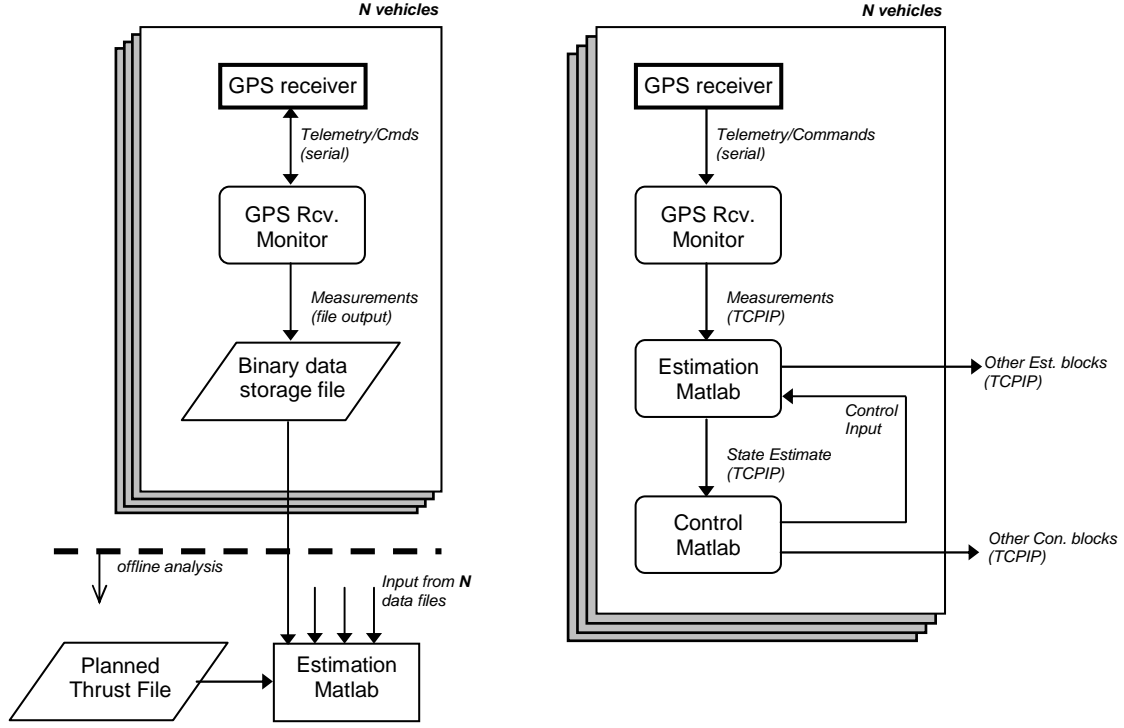 N vehicles
GPS receiver
Telemetry/Cmds
(serial)
GPS Rcv.
Monitor
Measurements
(file output)
Binary data
storage file
offline analysis
Input from N
data files
Planned
Thrust File
Estimation
Matlab
N vehicles
GPS receiver
Telemetry/Commands
(serial)
GPS Rcv.
Monitor
Measurements
(TCPIP)
Estimation
Matlab
Other Est. blocks
(TCPIP)
Control
Input
State Estimate
(TCPIP)
Control
Matlab
Other Con. blocks
(TCPIP)